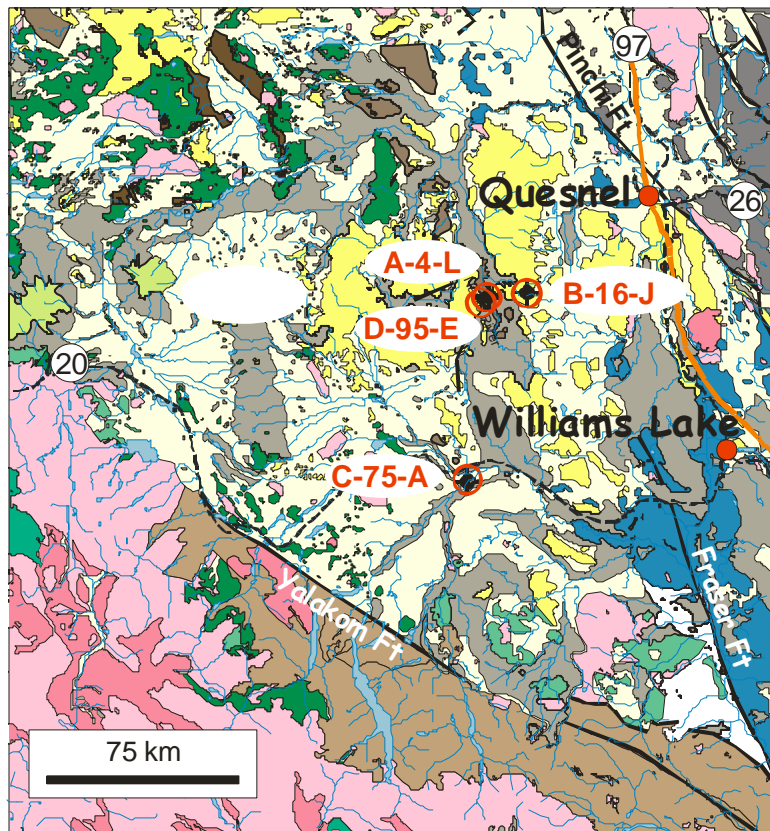 97
Pinchi Ft
Quesnel
26
A-4-L
B-16-J
D-95-E
20
Williams Lake
C-75-A
Yalakom Ft
Fraser Ft
75 km